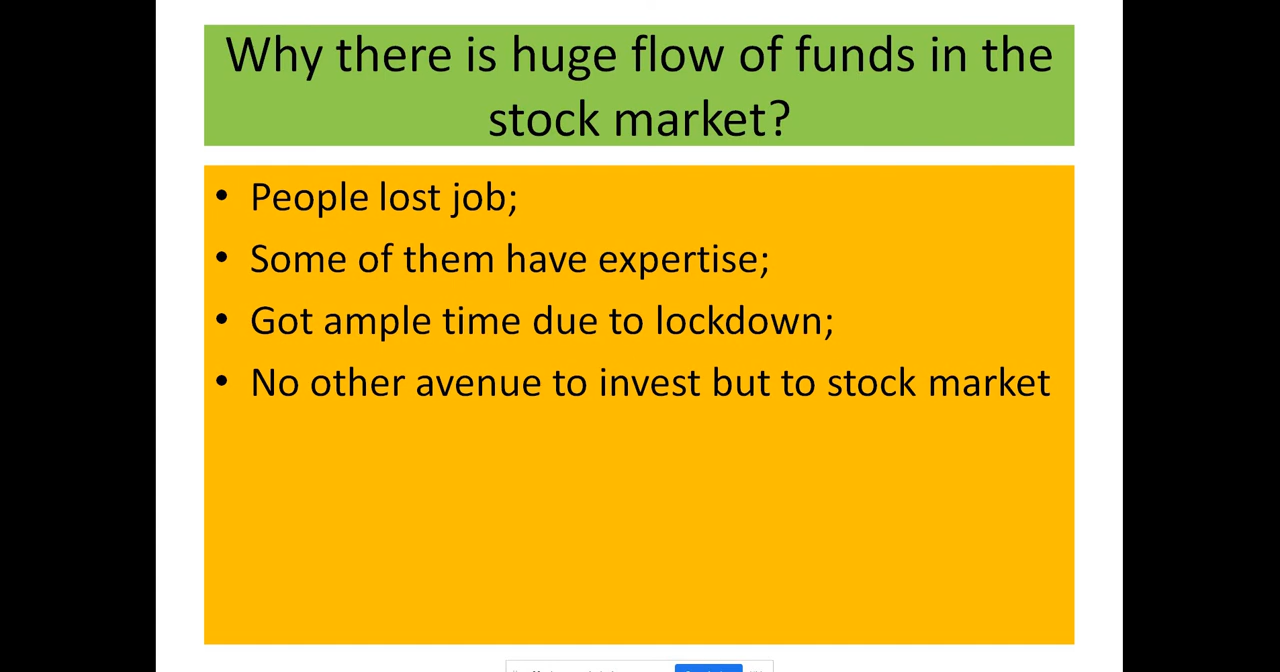 Why there is huge flow of funds in the
stock market?
• People lost job;
• Some of them have expertise;
• Got ample time due to lockdown;
• No other avenue to invest but to stock market